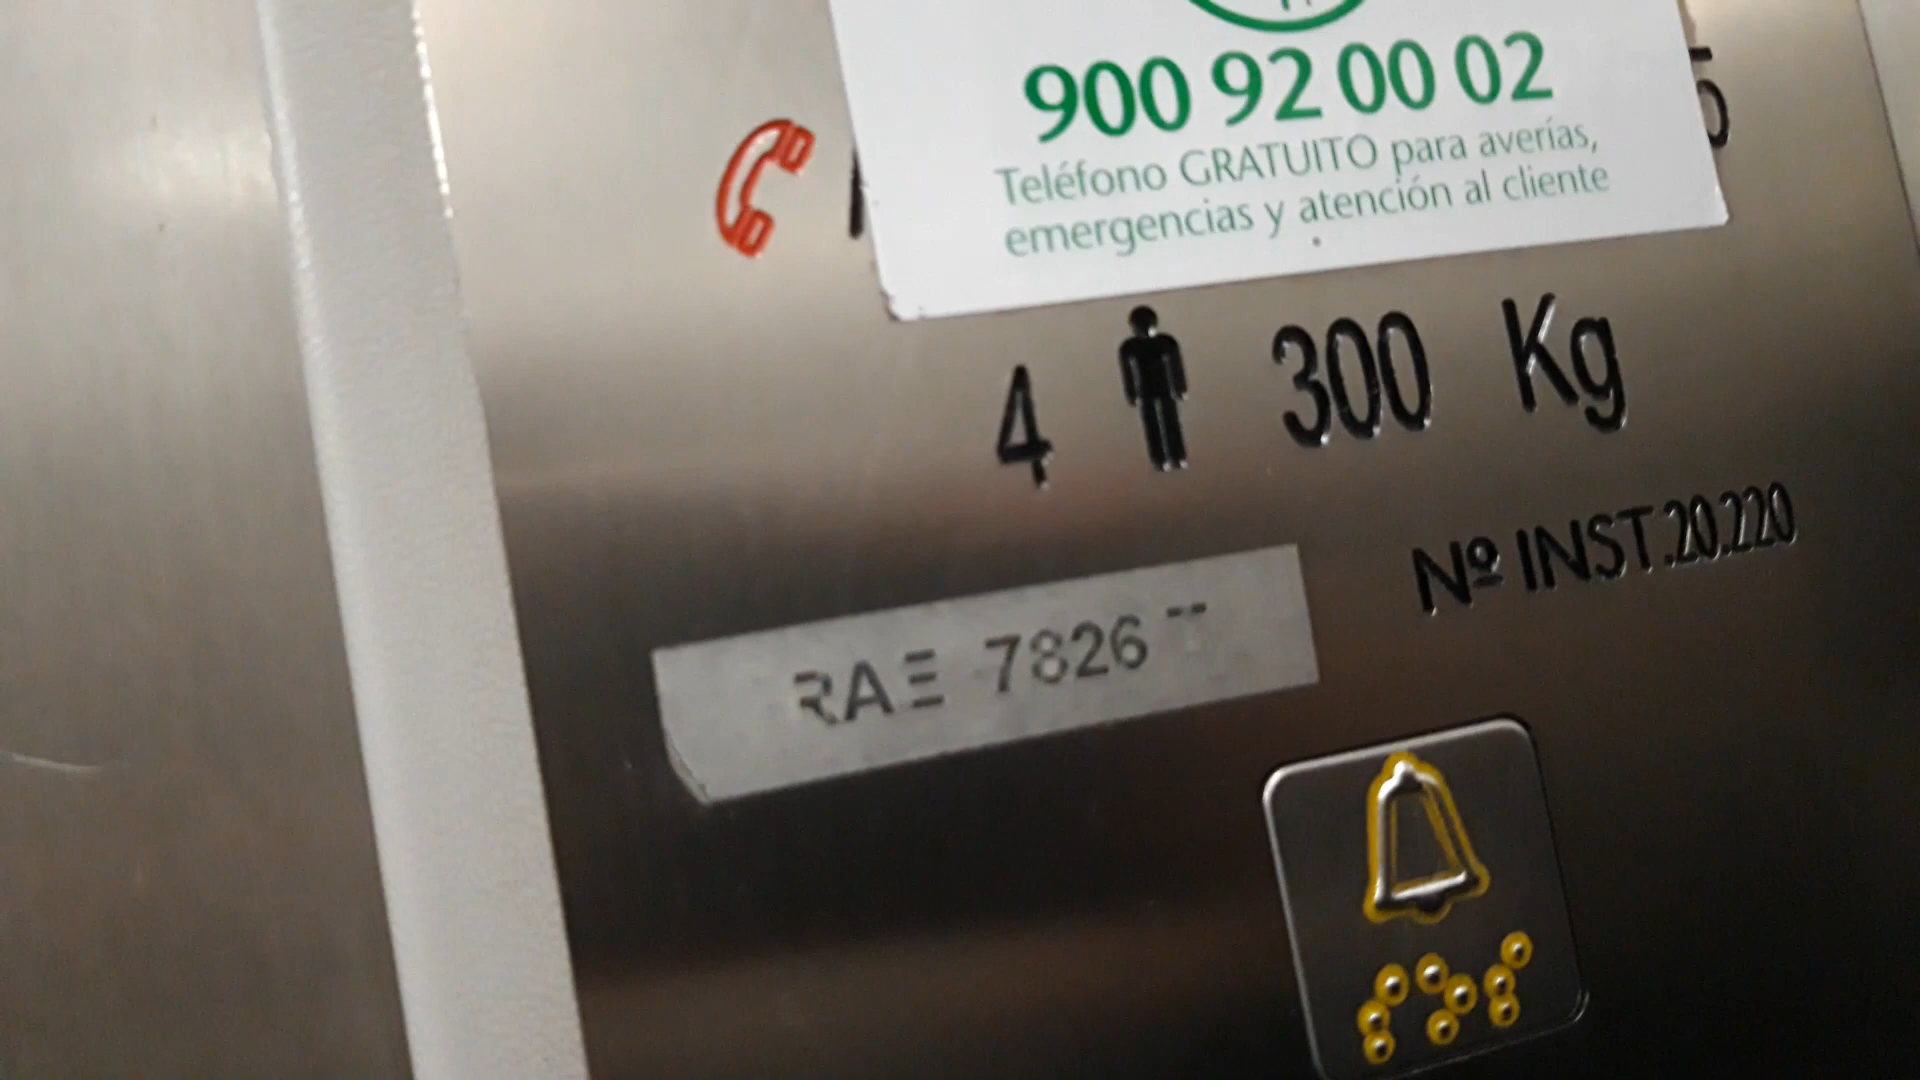 900 92 00 02
Teléfono GRATUITO para averías,
emergencias y atención al cliente
4 300 Kg
Nº INST.20.220
RAE 7826